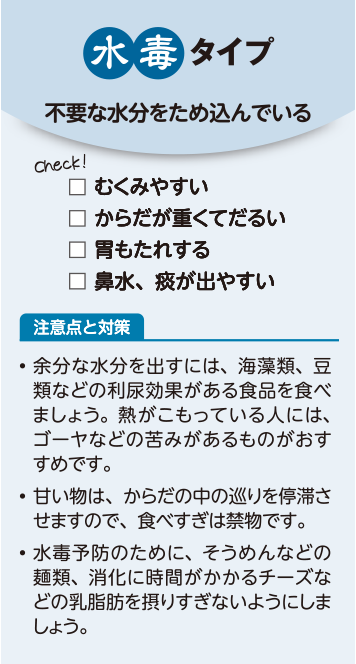 水毒タイプ
不要な水分をため込んでいる
Check!
□ むくみやすい
□ からだが重くてだるい
□ 胃もたれする
□ 鼻水、痰が出やすい
注意点と対策
• 余分な水分を出すには、海藻類、豆
類などの利尿効果がある食品を食べ
ましょう。熱がこもっている人には、
ゴーヤなどの苦みがあるものがおす
すめです。
• 甘い物は、からだの中の巡りを停滞さ
せますので、食べすぎは禁物です。
• 水毒予防のために、そうめんなどの
麺類、消化に時間がかかるチーズな
どの乳脂肪を摂りすぎないようにしま
しょう。